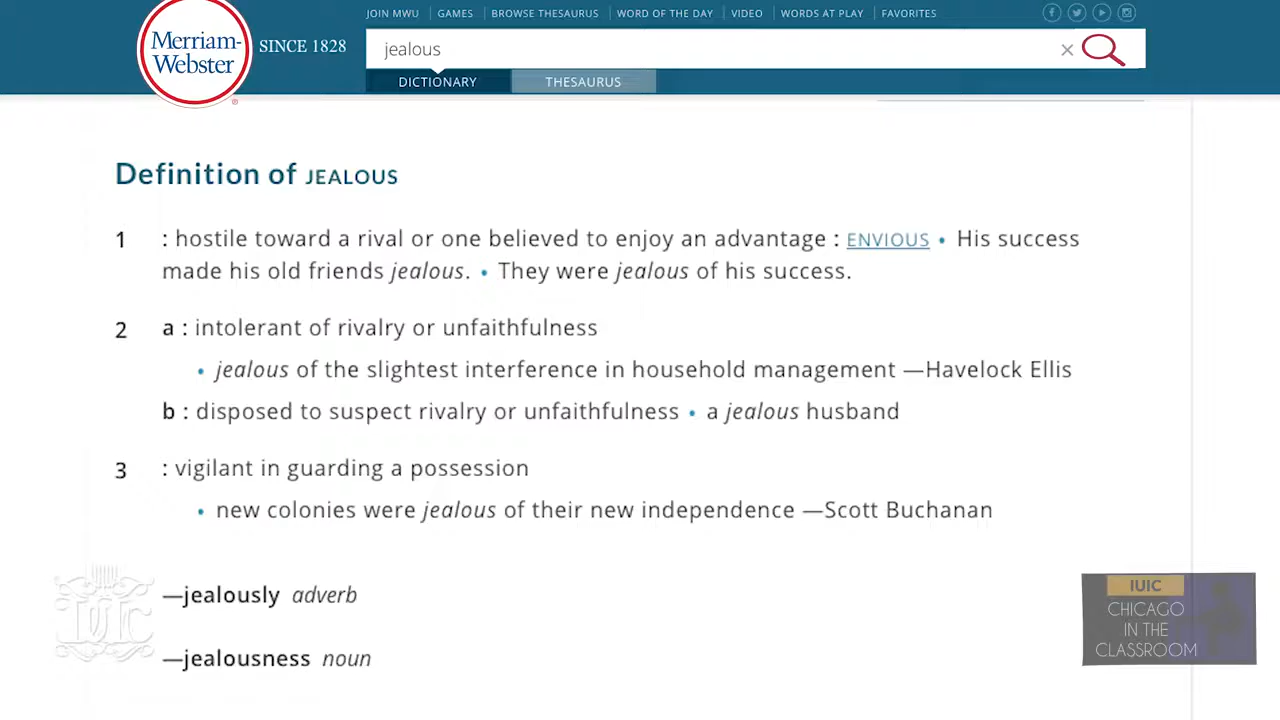 JOIN MWU GAMES BROWSE THESAURUS WORD OF THE DAY VIDEO WORDS AT PLAY FAVORITES
Merriam-
Webster
®
SINCE 1828
jealous ×
DICTIONARY THESAURUS
Definition of JEALOUS
1 : hostile toward a rival or one believed to enjoy an advantage : ENVIOUS • His success
made his old friends jealous. • They were jealous of his success.
2 a : intolerant of rivalry or unfaithfulness
• jealous of the slightest interference in household management —Havelock Ellis
b : disposed to suspect rivalry or unfaithfulness • a jealous husband
3 : vigilant in guarding a possession
• new colonies were jealous of their new independence —Scott Buchanan
—jealously adverb
—jealousness noun
IUIC
IUIC
CHICAGO
IN THE
CLASSROOM